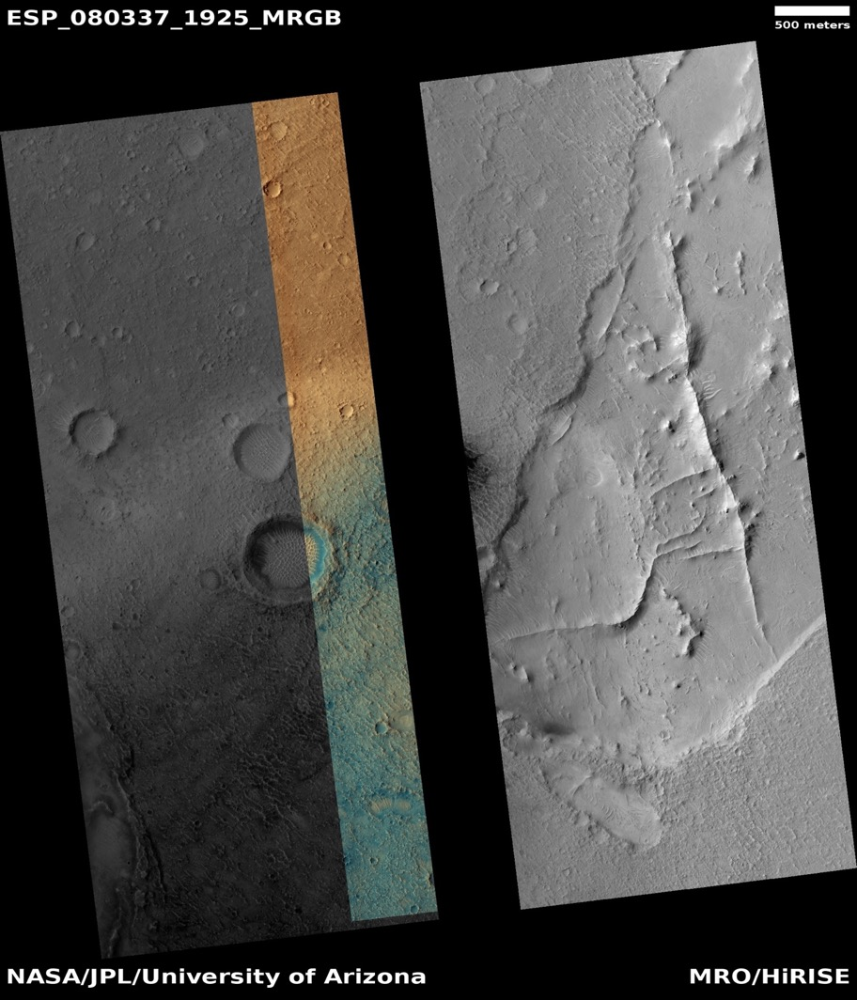 ESP_080337_1925_MRGB
500 meters
NASA/JPL/University of Arizona
MRO/HiRISE